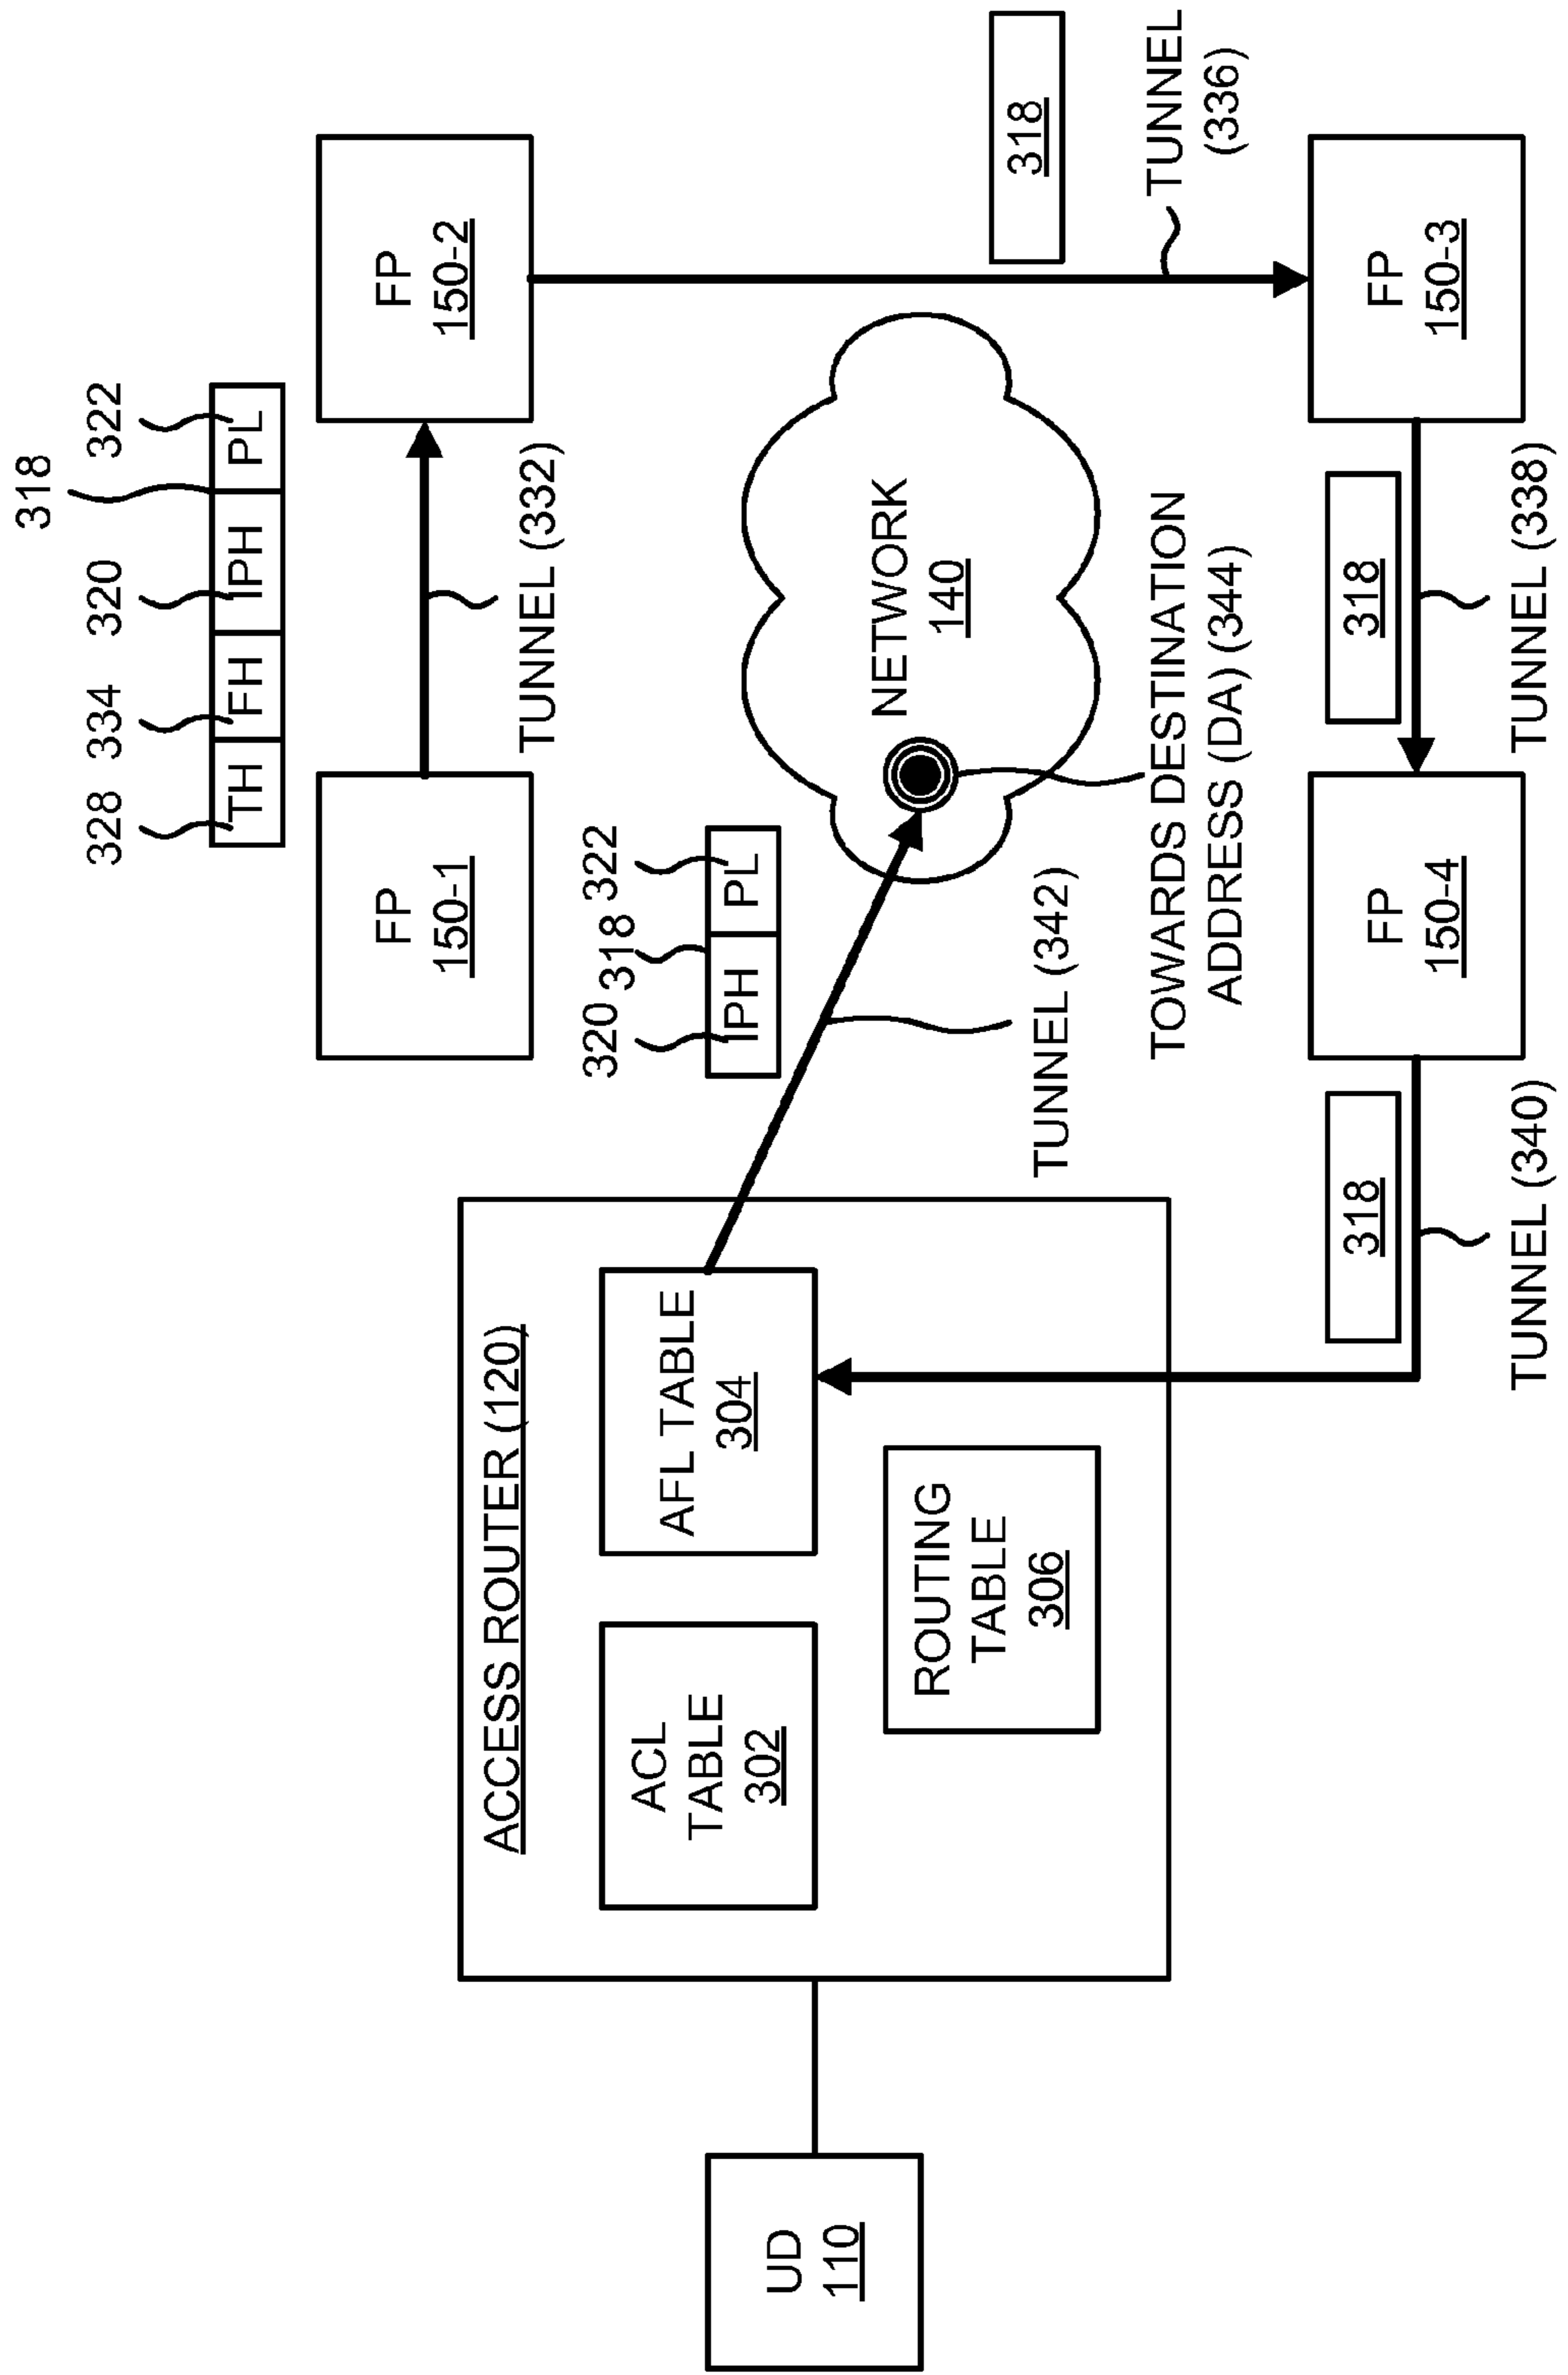 318
328
334
320
322
TH
FH
IPH
PL
FP
150-1
TUNNEL (332)
FP
150-2
ACCESS ROUTER (120)
ACL
TABLE
302
AFL TABLE
304
ROUTING
TABLE
306
320
318
322
IPH
PL
NETWORK
140
318
TUNNEL
(336)
TUNNEL (342)
TOWARDS DESTINATION
ADDRESS (DA) (344)
UD
110
318
TUNNEL (340)
FP
150-4
318
TUNNEL (338)
FP
150-3